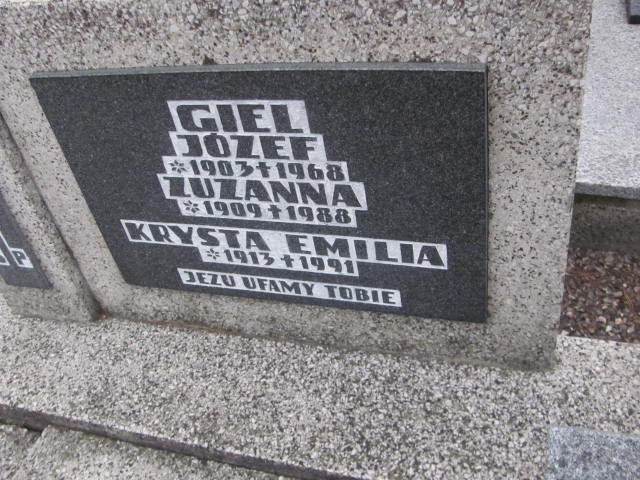 GIEL
JÓZEF
*1903+1968
ZUZANNA
*1909+1988
KRYSTA EMILIA
*1913+1991
JEZU UFAMY TOBIE
P